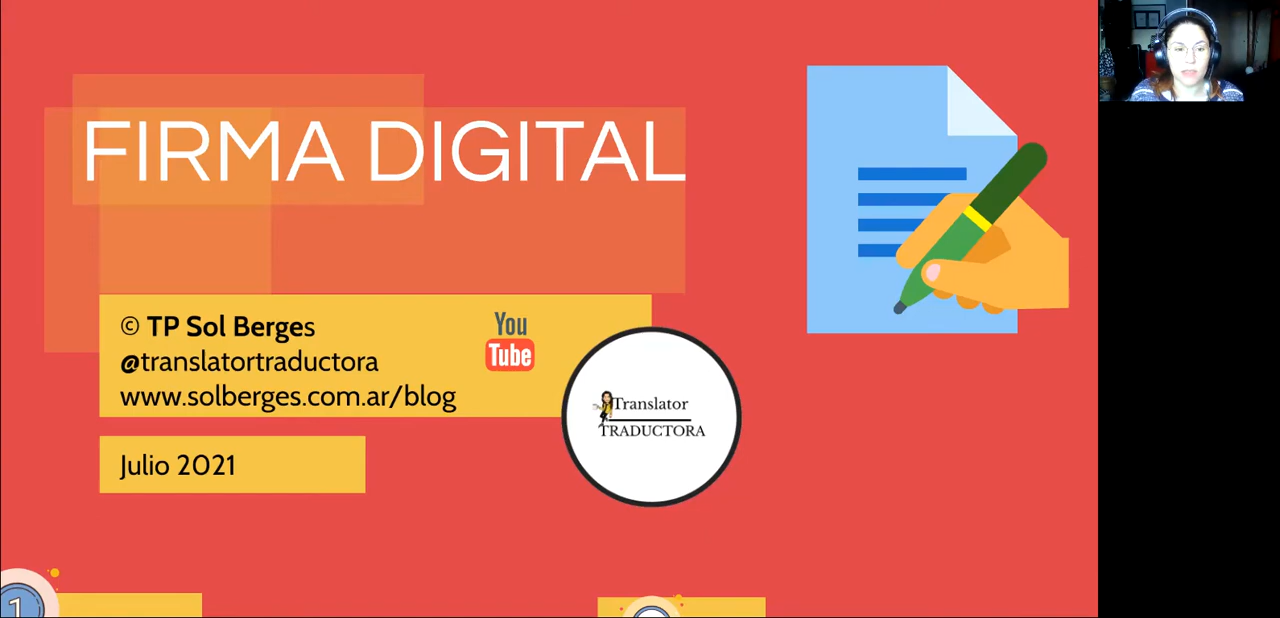 FIRMA DIGITAL
© TP Sol Berges
@translatortraductora
www.solberges.com.ar/blog
You
Tube
Translator
TRADUCTORA
Julio 2021
1